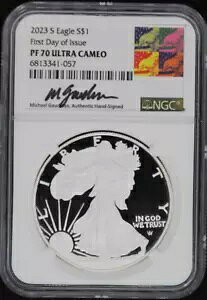 2023 S Eagle S$1
First Day of Issue
PF 70 ULTRA CAMEO
6813341-057
Michael Gaudioso, Authentic Hand-Signed
NGC
LIBERTY
IN GOD
WE TRUST